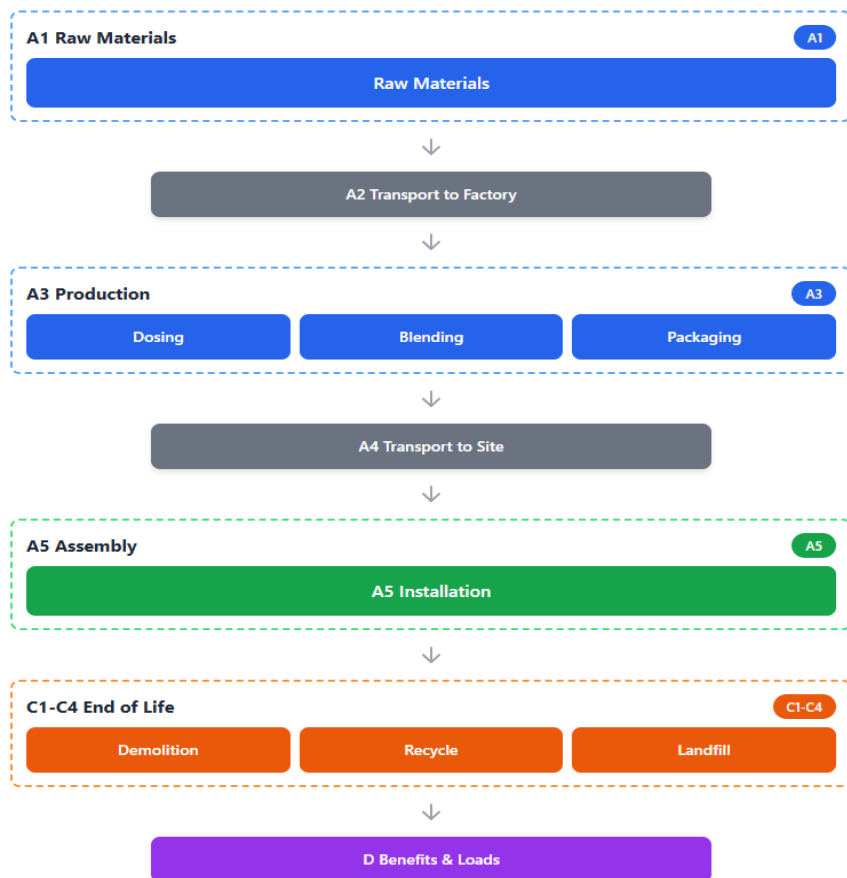 A1 Raw Materials
A1
Raw Materials
A2 Transport to Factory
A3 Production
A3
Dosing
Blending
Packaging
A4 Transport to Site
A5 Assembly
A5
A5 Installation
C1-C4 End of Life
C1-C4
Demolition
Recycle
Landfill
D Benefits & Loads